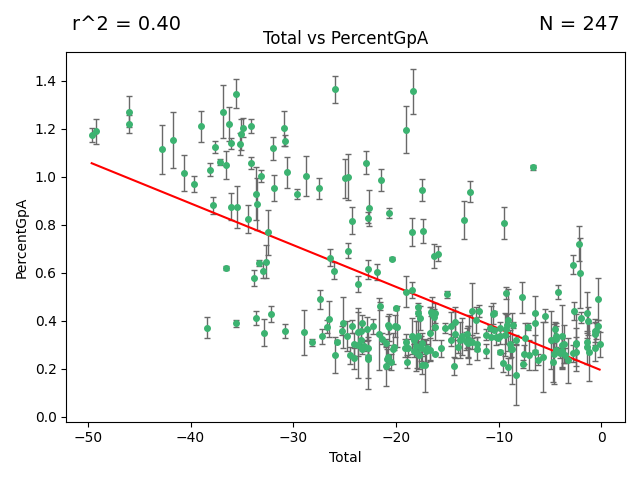 r^2 = 0.40
N = 247
Total vs PercentGpA
PercentGpA
1.4
1.2
1.0
0.8
0.6
0.4
0.2
0.0
−50 −40 −30 −20 −10 0
Total